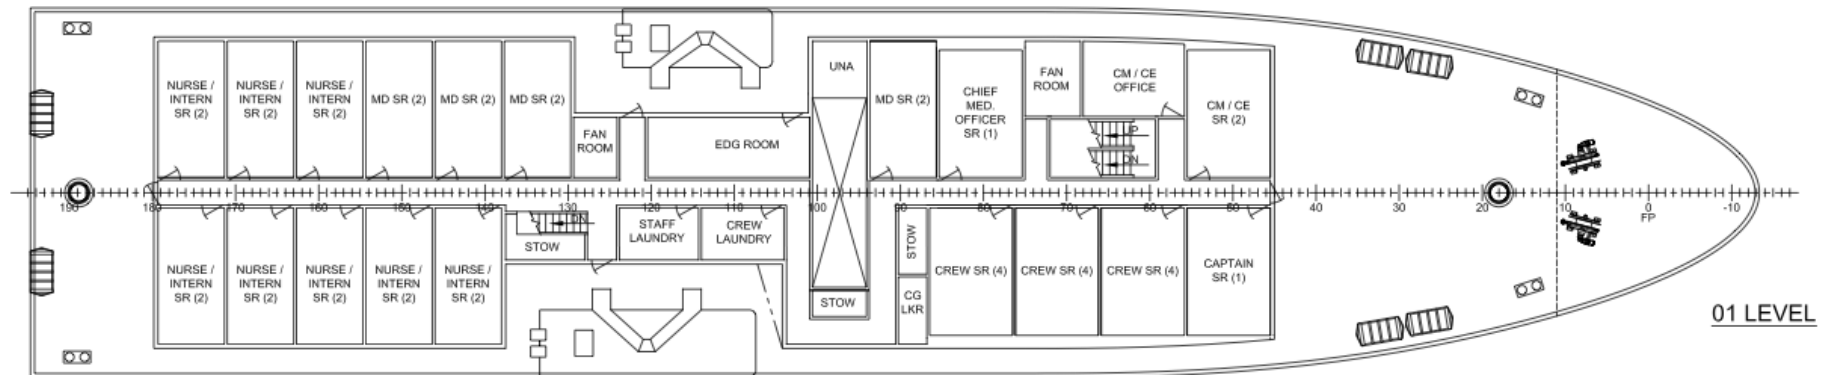 NURSE /
INTERN
SR (2)
NURSE /
INTERN
SR (2)
NURSE /
INTERN
SR (2)
MD SR (2)
MD SR (2)
MD SR (2)
FAN
ROOM
EDG ROOM
UNA
MD SR (2)
CHIEF
MED.
OFFICER
SR (1)
FAN
ROOM
CM / CE
OFFICE
UP
DN
CM / CE
SR (2)
190
180
170
160
150
140
130
120
110
100
90
80
70
60
50
40
30
20
10
FP
-10
NURSE /
INTERN
SR (2)
NURSE /
INTERN
SR (2)
NURSE /
INTERN
SR (2)
NURSE /
INTERN
SR (2)
NURSE /
INTERN
SR (2)
DN
STOW
STAFF
LAUNDRY
CREW
LAUNDRY
STOW
STOW
CG
LKR
CREW SR (4)
CREW SR (4)
CREW SR (4)
CAPTAIN
SR (1)
01 LEVEL